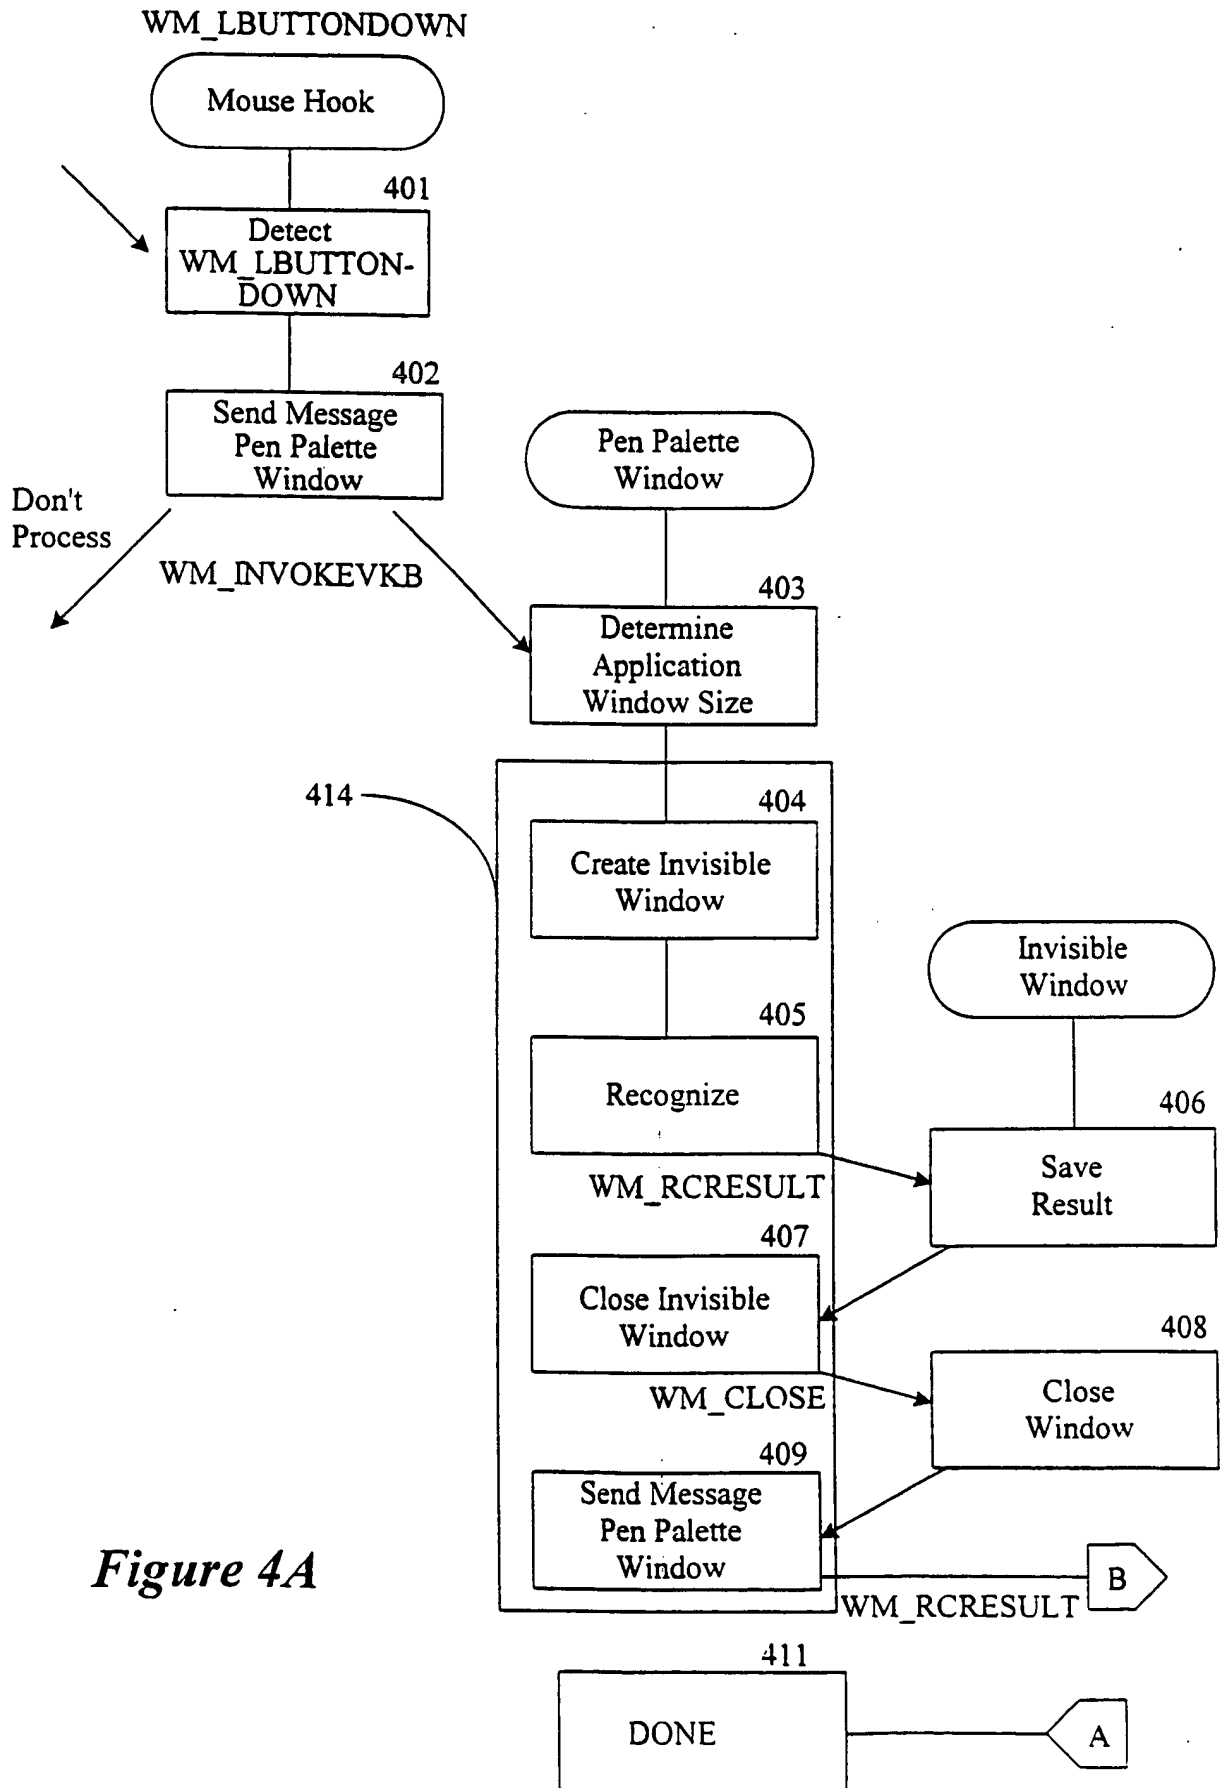 WM_LBUTTONDOWN
Mouse Hook
401
Detect
WM_LBUTTON-
DOWN
402
Send Message
Pen Palette
Window
Don't
Process
WM_INVOKEVKB
Pen Palette
Window
403
Determine
Application
Window Size
414
404
Create Invisible
Window
Invisible
Window
405
Recognize
406
Save
Result
WM_RCRESULT
407
Close Invisible
Window
408
Close
Window
WM_CLOSE
409
Send Message
Pen Palette
Window
B
WM_RCRESULT
Figure 4A
411
DONE
A